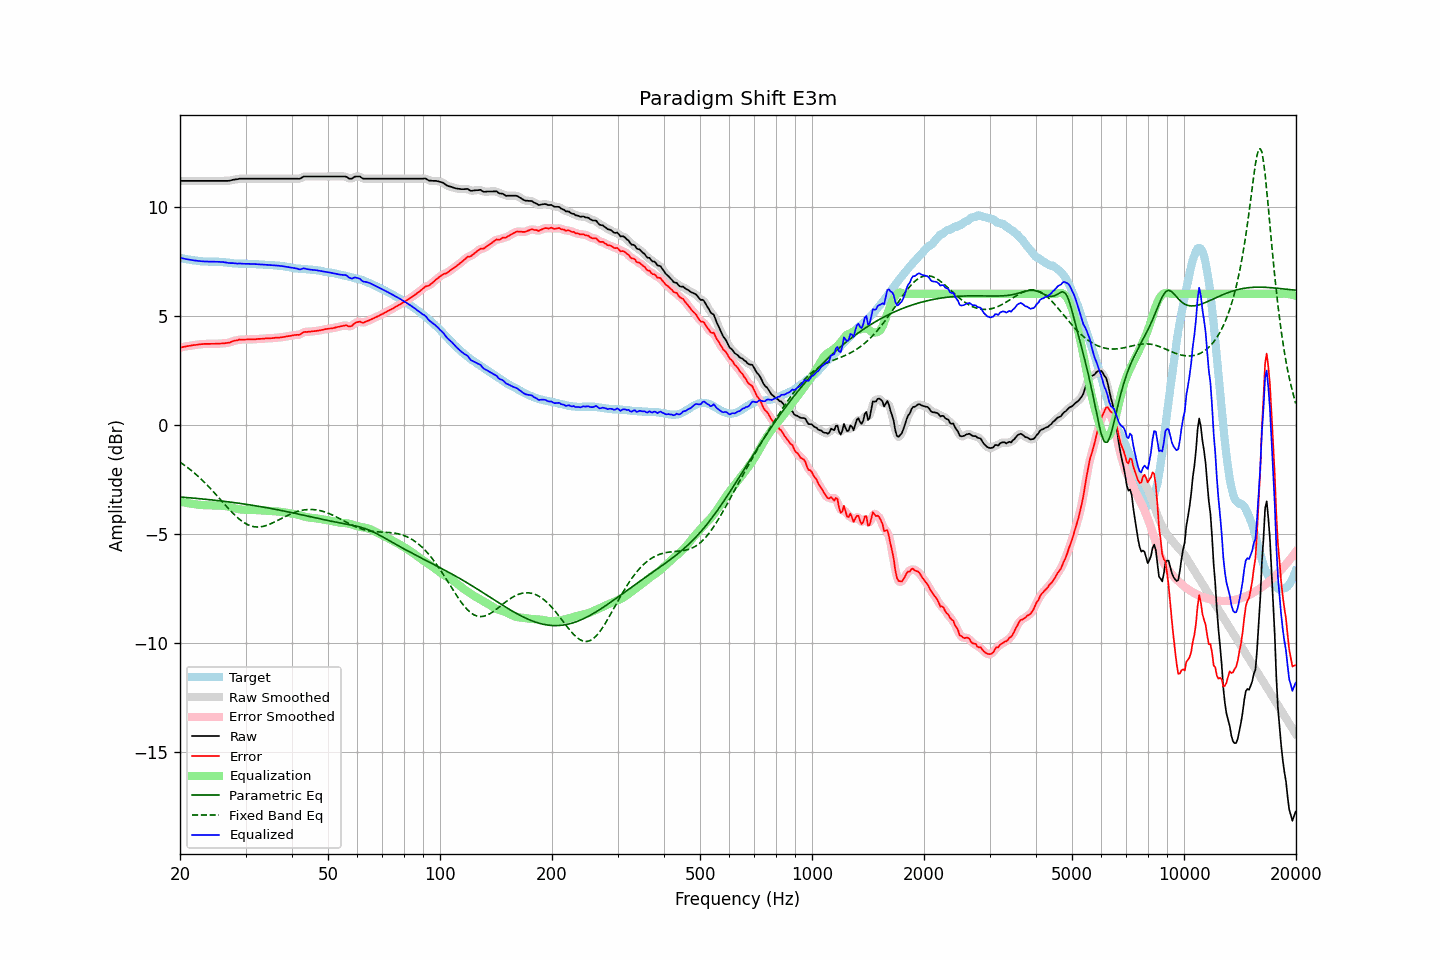 Paradigm Shift E3m
Amplitude (dBr)
10
5
0
−5
−10
−15
Target
Raw Smoothed
Error Smoothed
Raw
Error
Equalization
Parametric Eq
Fixed Band Eq
Equalized
20 50 100 200 500 1000 2000 5000 10000 20000
Frequency (Hz)